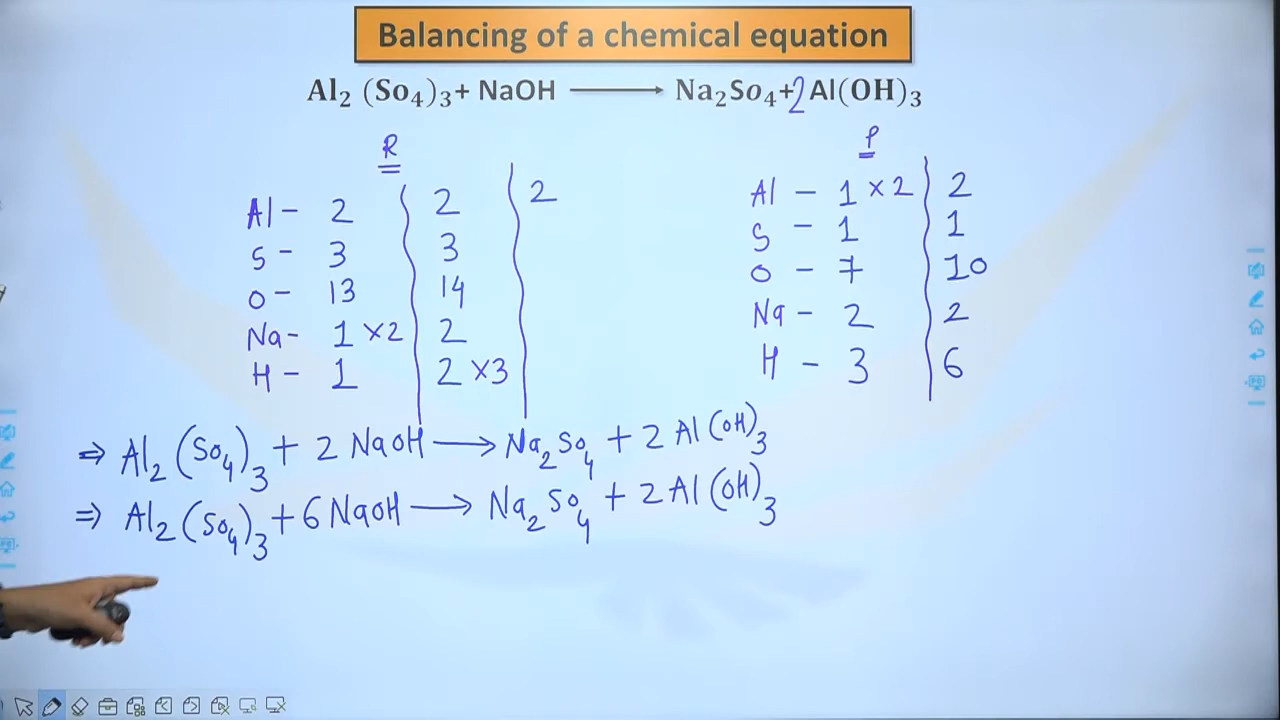 Balancing of a chemical equation
Al₂ (So₄)₃+ NaOH ⟶ Na₂So₄+2Al(OH)₃
R
P
Al – 2 2 2
S – 3 3
O – 13 14
Na – 1 ×2 2
H – 1 2 ×3
Al – 1 ×2 2
S – 1 1
O – 7 10
Na – 2 2
H – 3 6
⇒ Al₂(So₄)₃ + 2 NaOH ⟶ Na₂So₄ + 2 Al(OH)₃
⇒ Al₂(So₄)₃ + 6 NaOH ⟶ Na₂So₄ + 2 Al(OH)₃